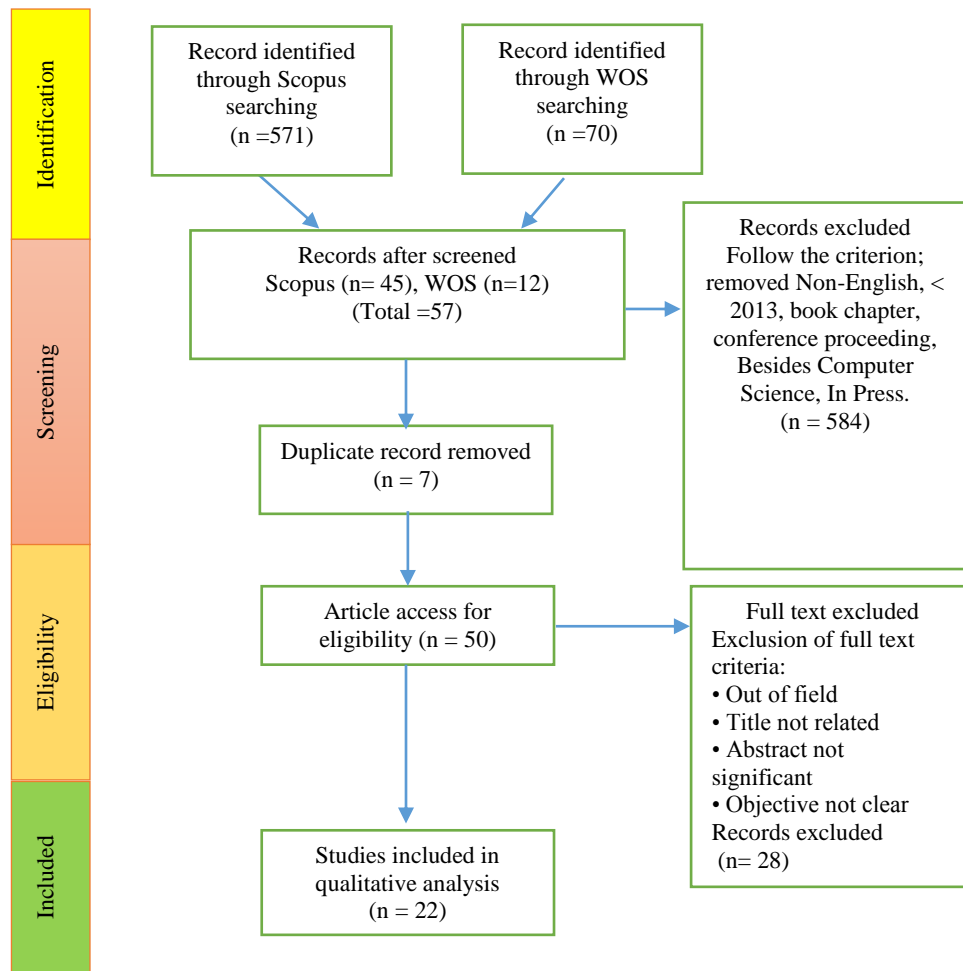 Identification
Record identified
through Scopus
searching
(n =571)
Record identified
through WOS
searching
(n =70)
Screening
Records after screened
Scopus (n= 45), WOS (n=12)
(Total =57)
Records excluded
Follow the criterion;
removed Non-English, <
2013, book chapter,
conference proceeding,
Besides Computer
Science, In Press.
(n = 584)
Duplicate record removed
(n = 7)
Eligibility
Article access for
eligibility (n = 50)
Full text excluded
Exclusion of full text
criteria:
• Out of field
• Title not related
• Abstract not
significant
• Objective not clear
Records excluded
(n= 28)
Included
Studies included in
qualitative analysis
(n = 22)